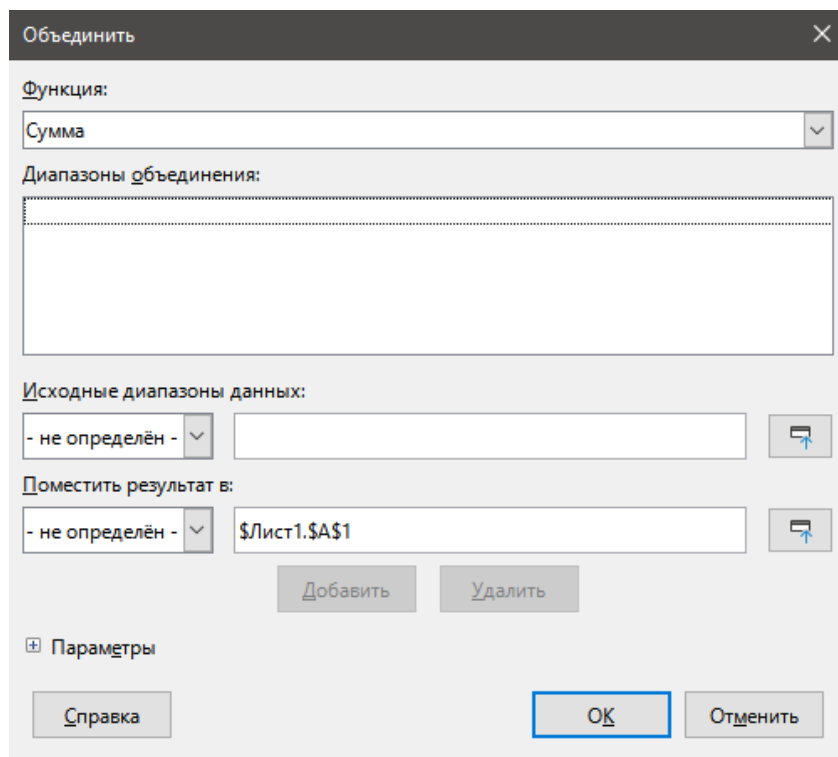 Объединить
Функция:
Сумма
Диапазоны объединения:
Исходные диапазоны данных:
- не определён -
Поместить результат в:
- не определён - $Лист1.$A$1
Добавить Удалить
Параметры
Справка OK Отменить